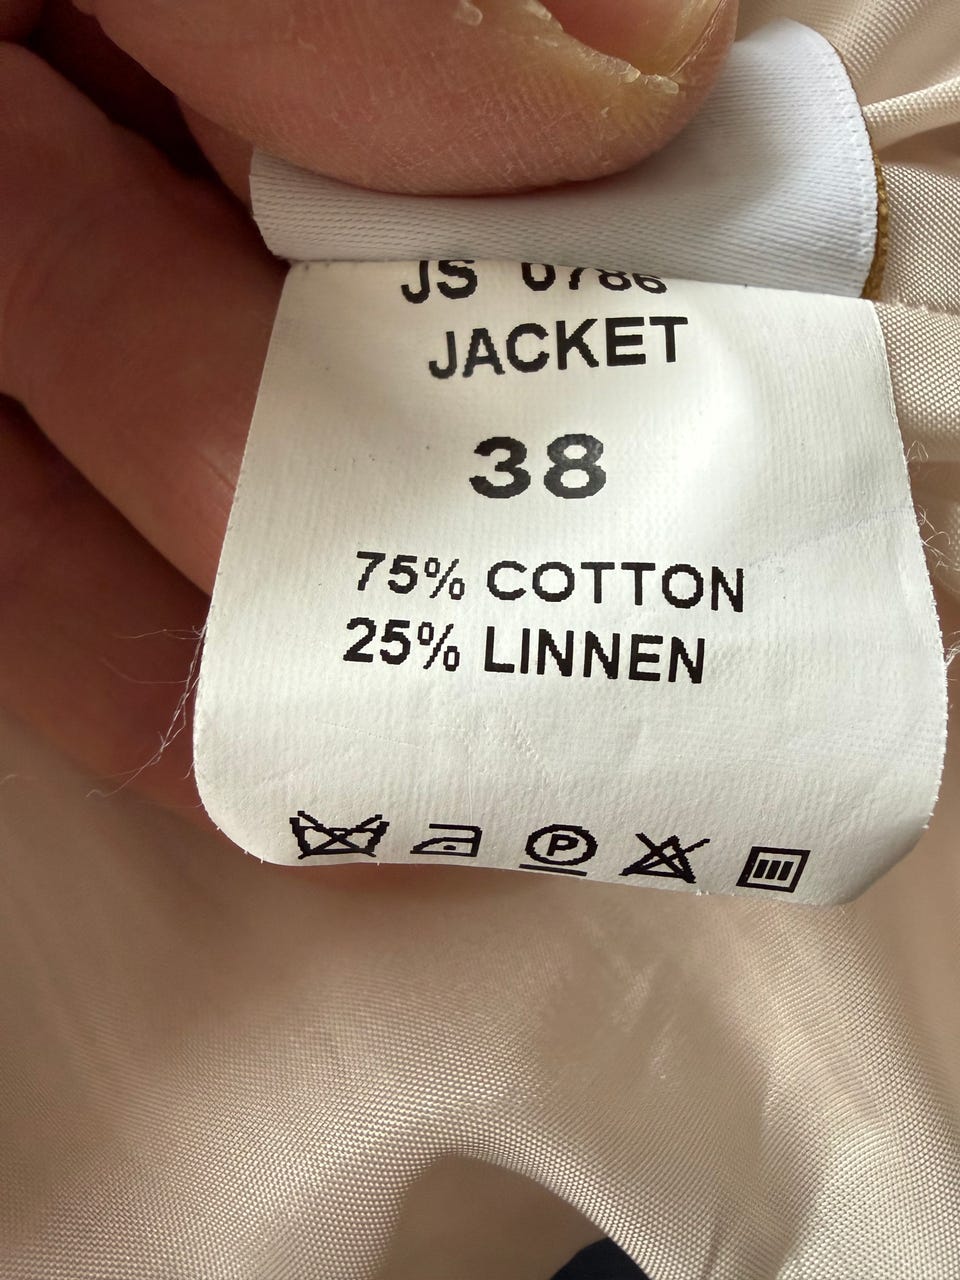 JS 0786
JACKET
38
75% COTTON
25% LINNEN
P